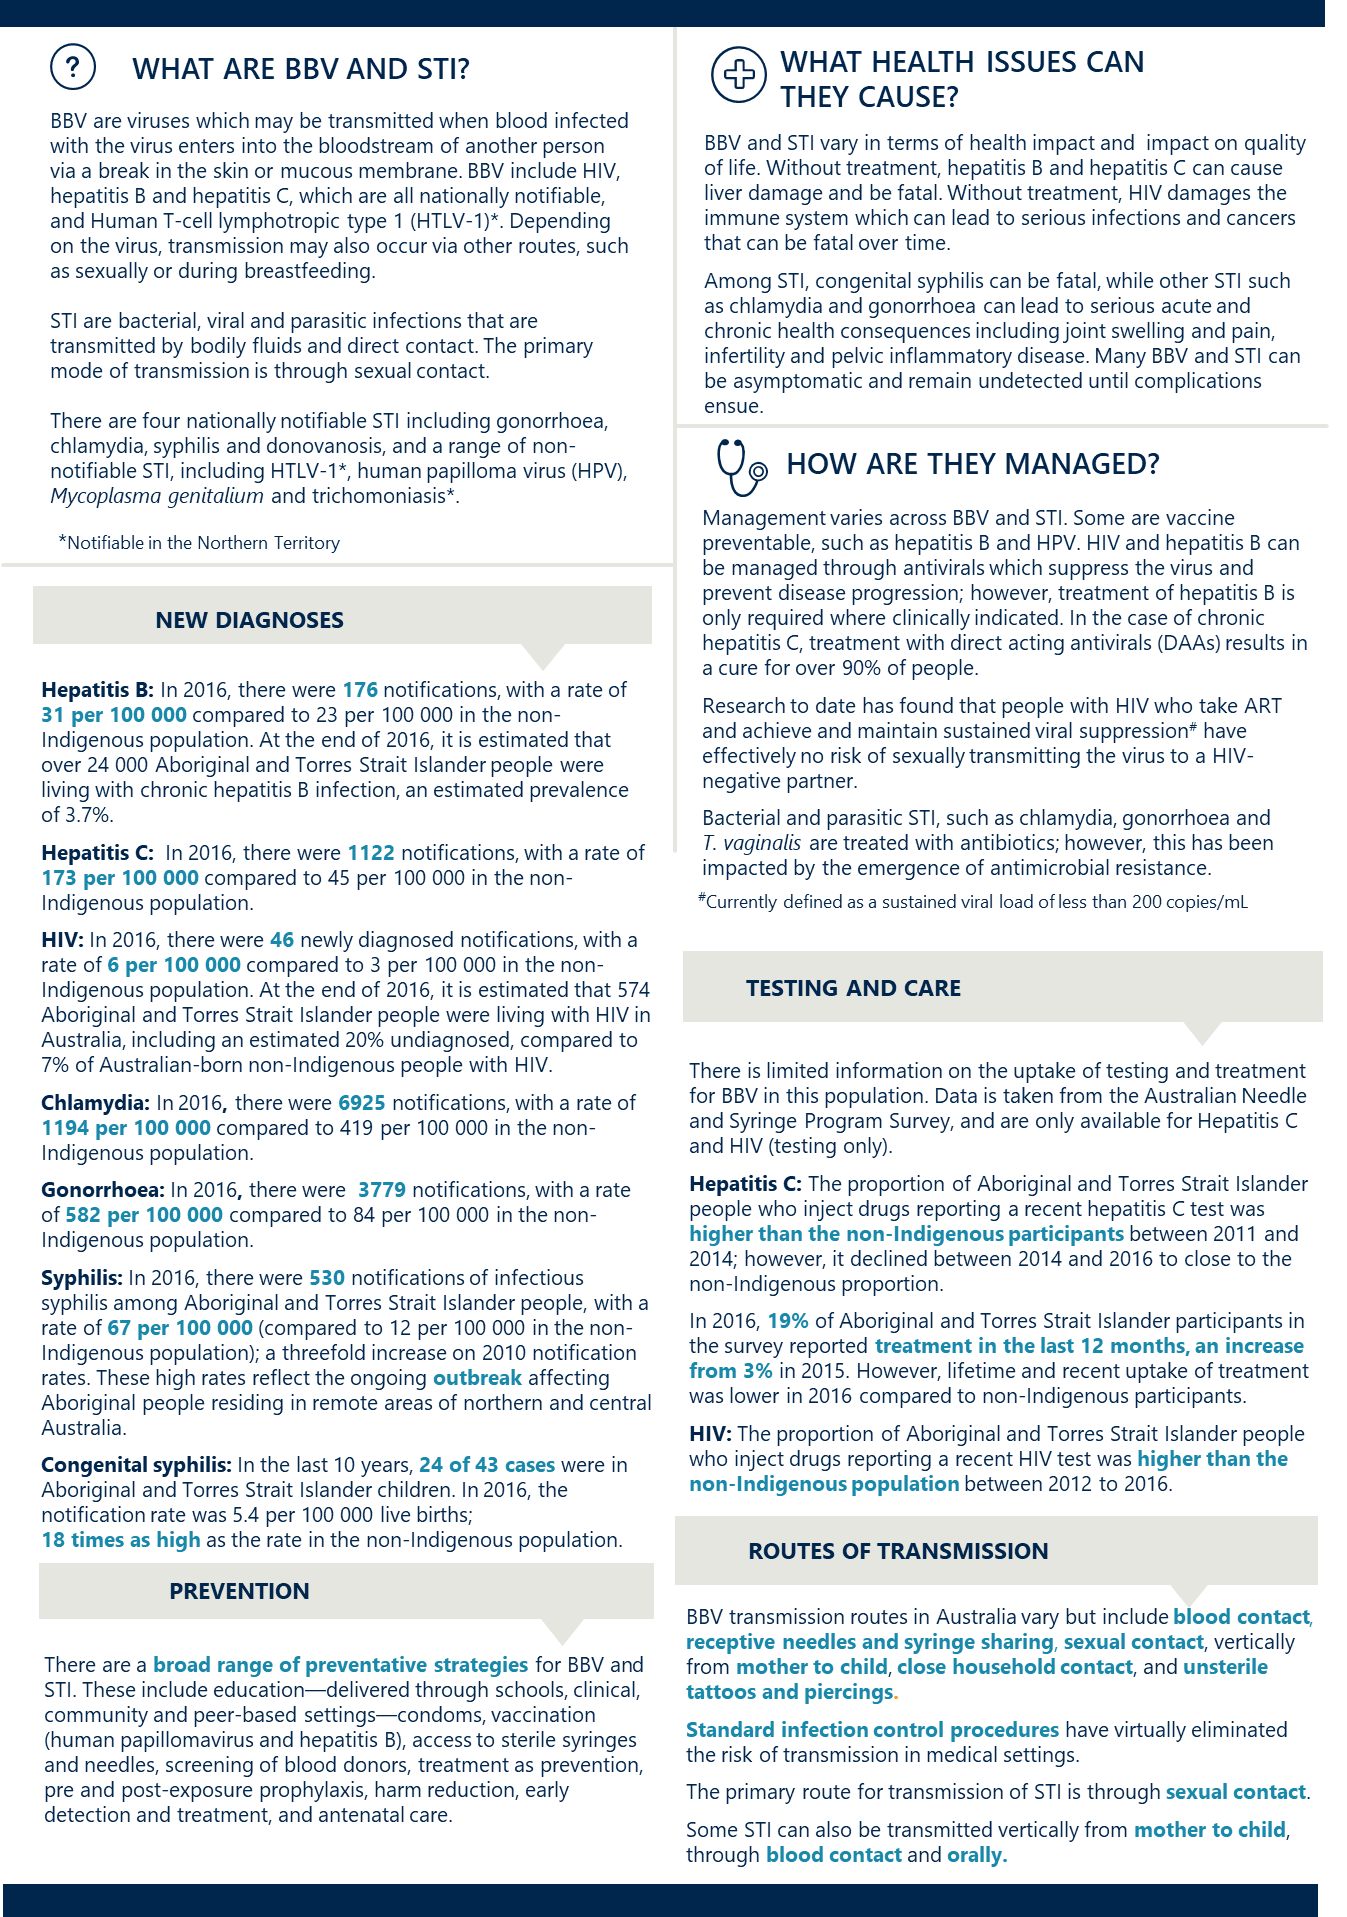 WHAT ARE BBV AND STI?
BBV are viruses which may be transmitted when blood infected
with the virus enters into the bloodstream of another person
via a break in the skin or mucous membrane. BBV include HIV,
hepatitis B and hepatitis C, which are all nationally notifiable,
and Human T-cell lymphotropic type 1 (HTLV-1)*. Depending
on the virus, transmission may also occur via other routes, such
as sexually or during breastfeeding.
STI are bacterial, viral and parasitic infections that are
transmitted by bodily fluids and direct contact. The primary
mode of transmission is through sexual contact.
There are four nationally notifiable STI including gonorrhoea,
chlamydia, syphilis and donovanosis, and a range of non-
notifiable STI, including HTLV-1*, human papilloma virus (HPV),
Mycoplasma genitalium and trichomoniasis*.
*Notifiable in the Northern Territory
NEW DIAGNOSES
Hepatitis B: In 2016, there were 176 notifications, with a rate of
31 per 100 000 compared to 23 per 100 000 in the non-
Indigenous population. At the end of 2016, it is estimated that
over 24 000 Aboriginal and Torres Strait Islander people were
living with chronic hepatitis B infection, an estimated prevalence
of 3.7%.
Hepatitis C: In 2016, there were 1122 notifications, with a rate of
173 per 100 000 compared to 45 per 100 000 in the non-
Indigenous population.
HIV: In 2016, there were 46 newly diagnosed notifications, with a
rate of 6 per 100 000 compared to 3 per 100 000 in the non-
Indigenous population. At the end of 2016, it is estimated that 574
Aboriginal and Torres Strait Islander people were living with HIV in
Australia, including an estimated 20% undiagnosed, compared to
7% of Australian-born non-Indigenous people with HIV.
Chlamydia: In 2016, there were 6925 notifications, with a rate of
1194 per 100 000 compared to 419 per 100 000 in the non-
Indigenous population.
Gonorrhoea: In 2016, there were 3779 notifications, with a rate
of 582 per 100 000 compared to 84 per 100 000 in the non-
Indigenous population.
Syphilis: In 2016, there were 530 notifications of infectious
syphilis among Aboriginal and Torres Strait Islander people, with a
rate of 67 per 100 000 (compared to 12 per 100 000 in the non-
Indigenous population); a threefold increase on 2010 notification
rates. These high rates reflect the ongoing outbreak affecting
Aboriginal people residing in remote areas of northern and central
Australia.
Congenital syphilis: In the last 10 years, 24 of 43 cases were in
Aboriginal and Torres Strait Islander children. In 2016, the
notification rate was 5.4 per 100 000 live births;
18 times as high as the rate in the non-Indigenous population.
PREVENTION
There are a broad range of preventative strategies for BBV and
STI. These include education—delivered through schools, clinical,
community and peer-based settings—condoms, vaccination
(human papillomavirus and hepatitis B), access to sterile syringes
and needles, screening of blood donors, treatment as prevention,
pre and post-exposure prophylaxis, harm reduction, early
detection and treatment, and antenatal care.
WHAT HEALTH ISSUES CAN
THEY CAUSE?
BBV and STI vary in terms of health impact and impact on quality
of life. Without treatment, hepatitis B and hepatitis C can cause
liver damage and be fatal. Without treatment, HIV damages the
immune system which can lead to serious infections and cancers
that can be fatal over time.
Among STI, congenital syphilis can be fatal, while other STI such
as chlamydia and gonorrhoea can lead to serious acute and
chronic health consequences including joint swelling and pain,
infertility and pelvic inflammatory disease. Many BBV and STI can
be asymptomatic and remain undetected until complications
ensue.
HOW ARE THEY MANAGED?
Management varies across BBV and STI. Some are vaccine
preventable, such as hepatitis B and HPV. HIV and hepatitis B can
be managed through antivirals which suppress the virus and
prevent disease progression; however, treatment of hepatitis B is
only required where clinically indicated. In the case of chronic
hepatitis C, treatment with direct acting antivirals (DAAs) results in
a cure for over 90% of people.
Research to date has found that people with HIV who take ART
and achieve and maintain sustained viral suppression# have
effectively no risk of sexually transmitting the virus to a HIV-
negative partner.
Bacterial and parasitic STI, such as chlamydia, gonorrhoea and
T. vaginalis are treated with antibiotics; however, this has been
impacted by the emergence of antimicrobial resistance.
#Currently defined as a sustained viral load of less than 200 copies/mL
TESTING AND CARE
There is limited information on the uptake of testing and treatment
for BBV in this population. Data is taken from the Australian Needle
and Syringe Program Survey, and are only available for Hepatitis C
and HIV (testing only).
Hepatitis C: The proportion of Aboriginal and Torres Strait Islander
people who inject drugs reporting a recent hepatitis C test was
higher than the non-Indigenous participants between 2011 and
2014; however, it declined between 2014 and 2016 to close to the
non-Indigenous proportion.
In 2016, 19% of Aboriginal and Torres Strait Islander participants in
the survey reported treatment in the last 12 months, an increase
from 3% in 2015. However, lifetime and recent uptake of treatment
was lower in 2016 compared to non-Indigenous participants.
HIV: The proportion of Aboriginal and Torres Strait Islander people
who inject drugs reporting a recent HIV test was higher than the
non-Indigenous population between 2012 to 2016.
ROUTES OF TRANSMISSION
BBV transmission routes in Australia vary but include blood contact,
receptive needles and syringe sharing, sexual contact, vertically
from mother to child, close household contact, and unsterile
tattoos and piercings.
Standard infection control procedures have virtually eliminated
the risk of transmission in medical settings.
The primary route for transmission of STI is through sexual contact.
Some STI can also be transmitted vertically from mother to child,
through blood contact and orally.